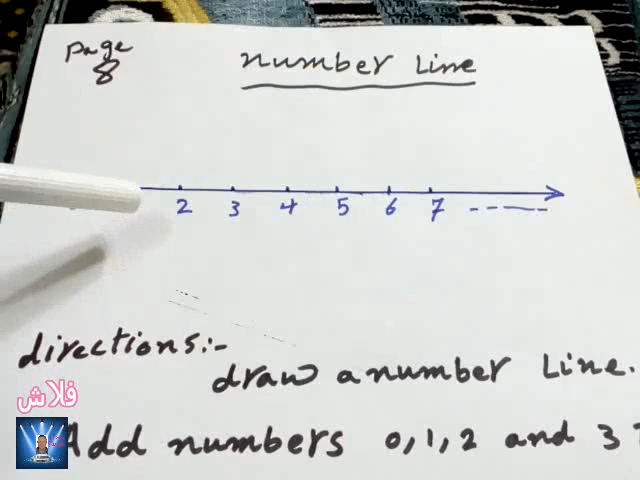 Page
8
Number Line
2 3 4 5 6 7 -----
directions:-
draw a number Line.
فلاش
Add numbers 0, 1, 2 and 3